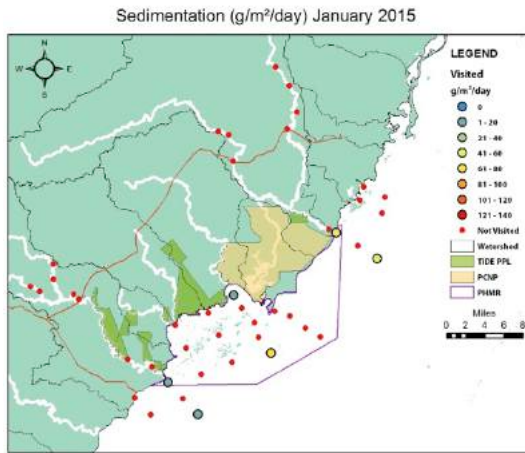 Sedimentation (g/m²/day) January 2015
N
W
E
S
LEGEND
Visited
g/m²/day
0
1 - 20
21 - 40
41 - 60
61 - 80
81 - 100
101 - 120
121 - 140
Not Visited
Watershed
TIDE PPL
PCNP
PHMR
Miles
0
2
4
6
8